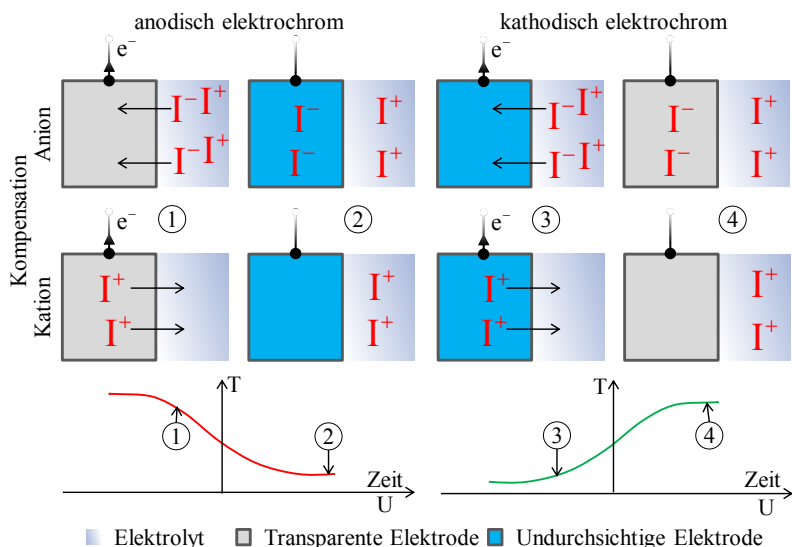 anodisch elektrochrom
kathodisch elektrochrom
e⁻
e⁻
Kompensation
Anion
I⁻I⁺
I⁻I⁺
I⁻ I⁺
I⁻ I⁺
I⁻I⁺
I⁻I⁺
I⁻ I⁺
I⁻ I⁺
e⁻ 1 2 e⁻ 3 4
Kation
I⁺
I⁺
I⁺
I⁺
I⁺
I⁺
I⁺
I⁺
T
1
2
Zeit
U
T
3
4
Zeit
U
Elektrolyt
Transparente Elektrode
Undurchsichtige Elektrode